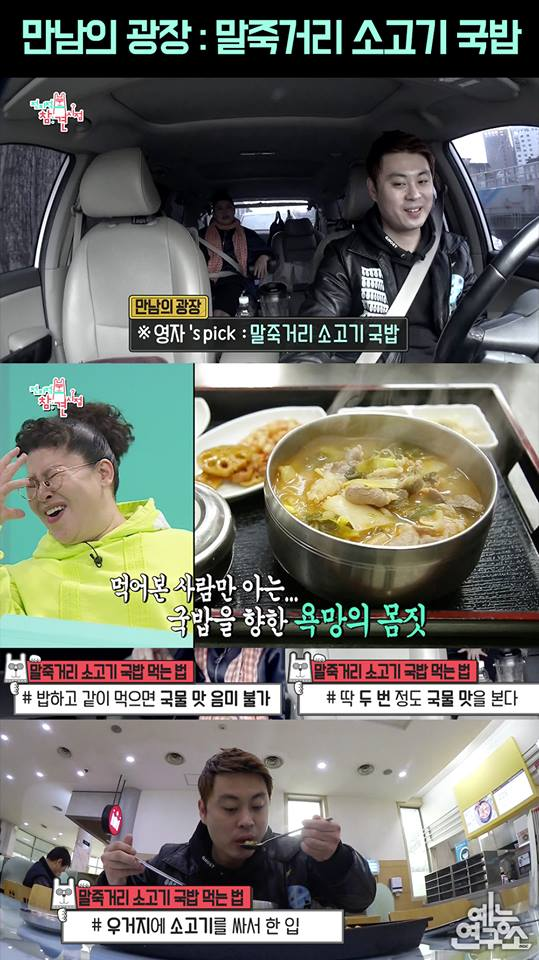 만남의 광장 : 말죽거리 소고기 국밥
전지적 참견 시점
만남의 광장
※ 영자 's pick : 말죽거리 소고기 국밥
전지적 참견 시점
먹어본 사람만 아는...
국밥을 향한 욕망의 몸짓
말죽거리 소고기 국밥 먹는 법
# 밥하고 같이 먹으면 국물 맛 음미 불가
말죽거리 소고기 국밥 먹는 법
# 딱 두 번 정도 국물 맛을 본다
말죽거리 소고기 국밥 먹는 법
# 우거지에 소고기를 싸서 한 입
예능
연구소
MBC